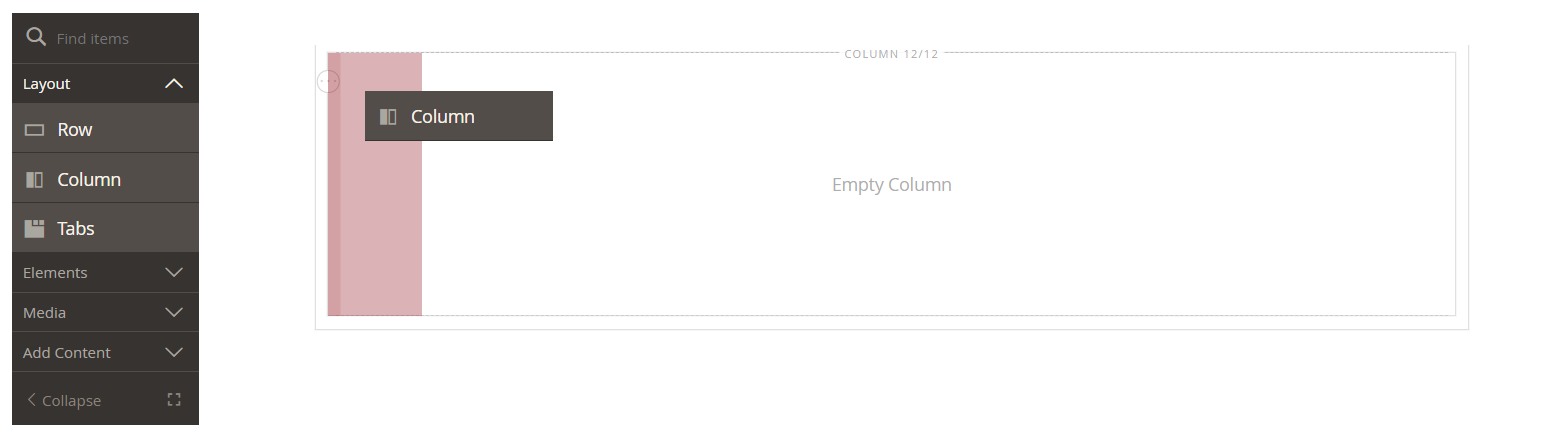 Find items
Layout
Row
Column
Tabs
Elements
Media
Add Content
Collapse
COLUMN 12/12
Column
Empty Column